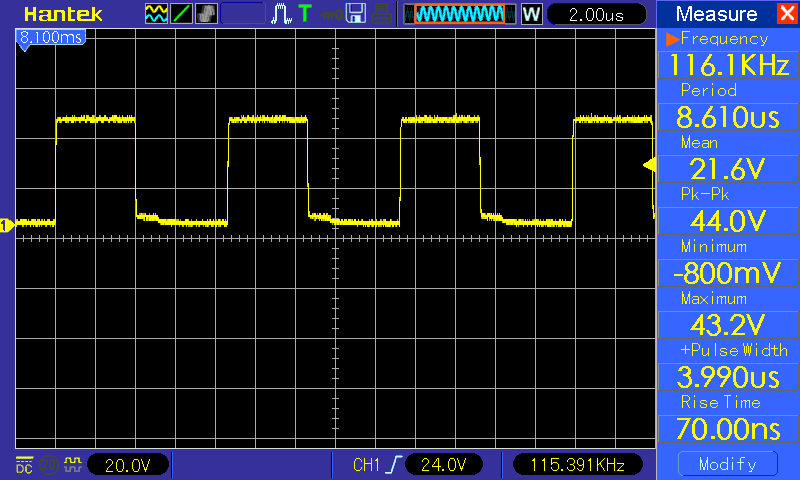 Hantek T W 2.00us Measure
8.100ms
Frequency
116.1KHz
Period
8.610us
Mean
21.6V
Pk-Pk
44.0V
Minimum
-800mV
Maximum
43.2V
+Pulse Width
3.990us
Rise Time
70.00ns
1
DC 20.0V CH1 24.0V 115.391KHz Modify